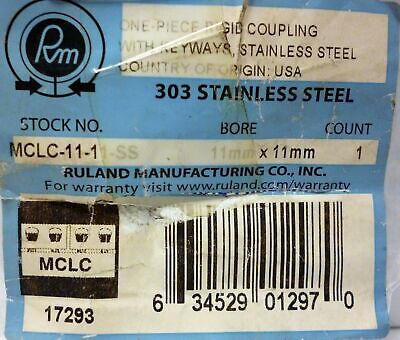 Rm
ONE-PIECE RIGID COUPLING
WITH KEYWAYS, STAINLESS STEEL
COUNTRY OF ORIGIN: USA
303 STAINLESS STEEL
STOCK NO. BORE COUNT
MCLC-11-11-SS 11mm x 11mm 1
RULAND MANUFACTURING CO., INC.
For warranty visit www.ruland.com/warranty
MCLC
17293
6 34529 01297 0